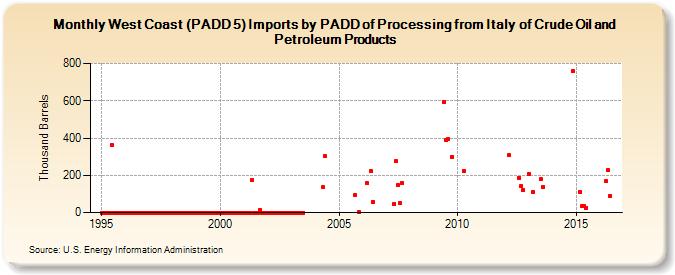 Monthly West Coast (PADD 5) Imports by PADD of Processing from Italy of Crude Oil and
Petroleum Products
Thousand Barrels
800
600
400
200
0
1995
2000
2005
2010
2015
Source: U.S. Energy Information Administration